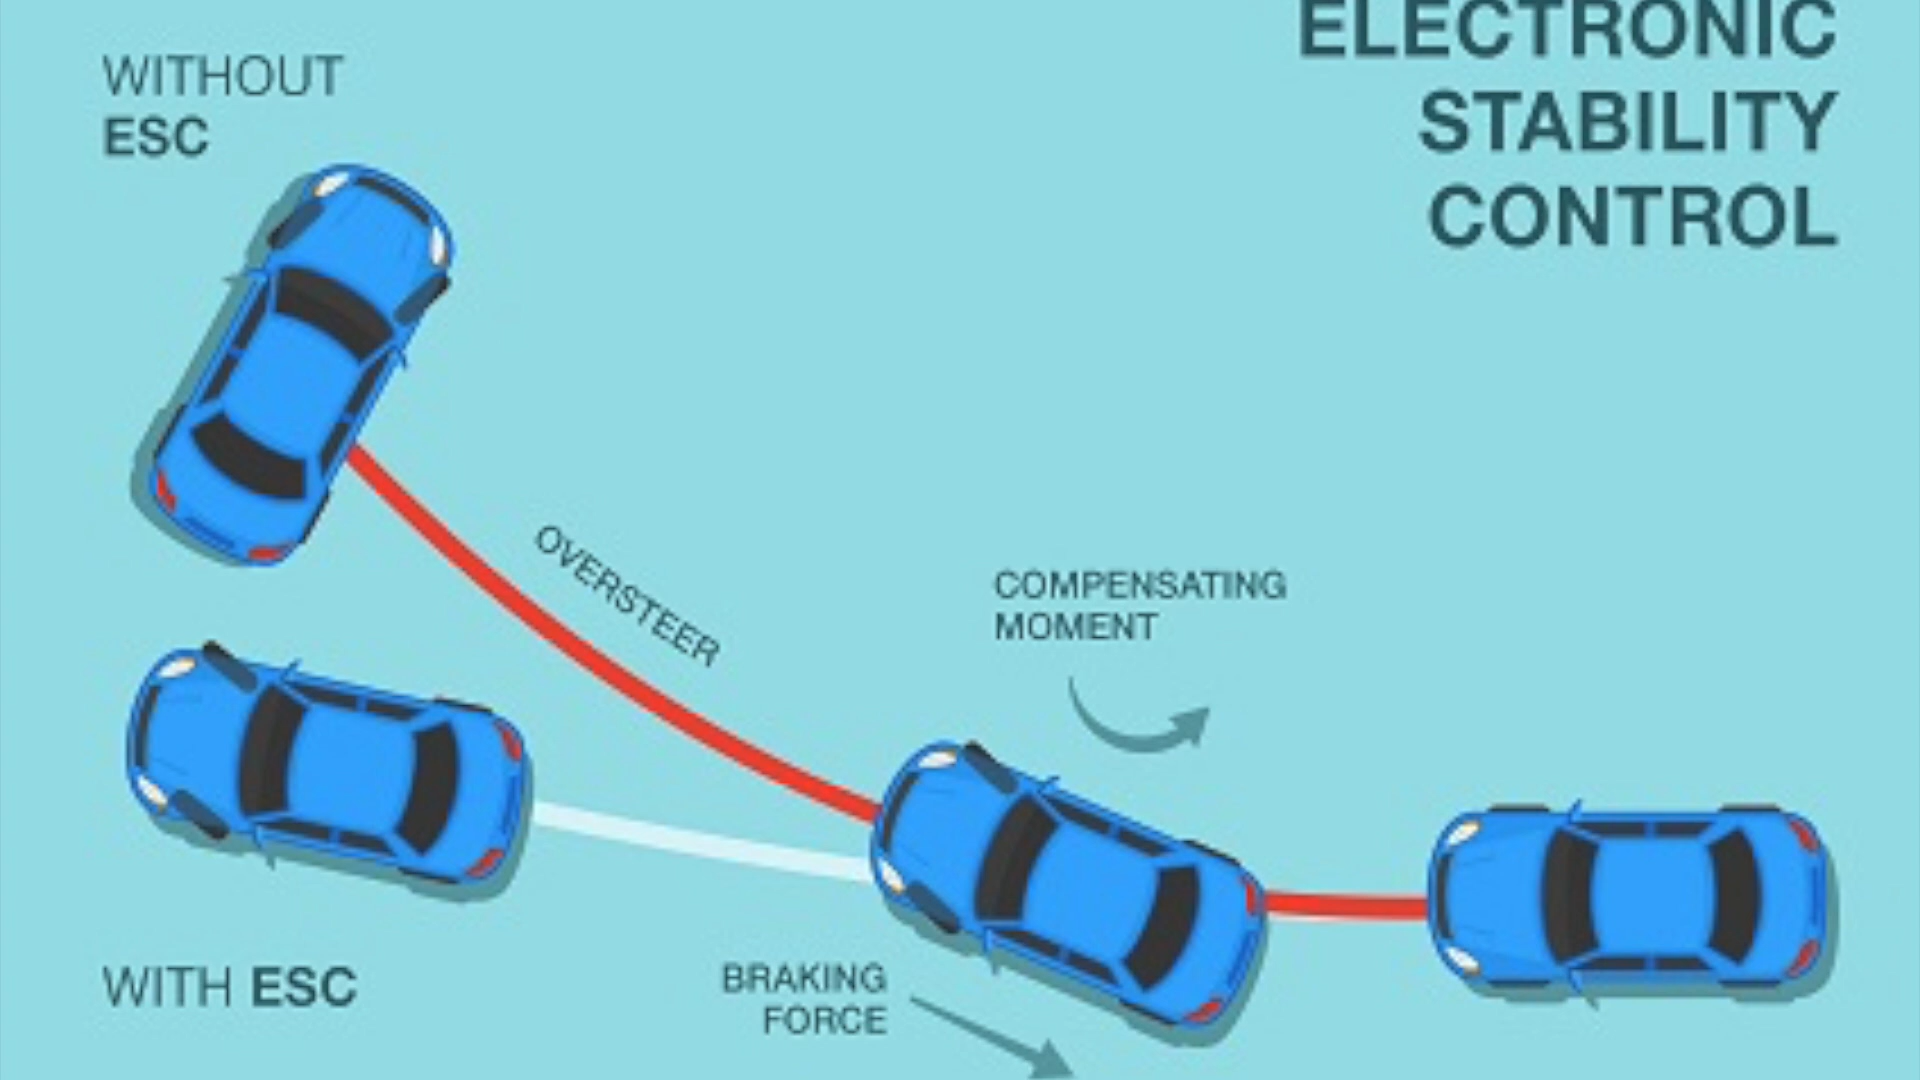 WITHOUT
ESC
ELECTRONIC
STABILITY
CONTROL
OVERSTEER
COMPENSATING
MOMENT
WITH ESC
BRAKING
FORCE